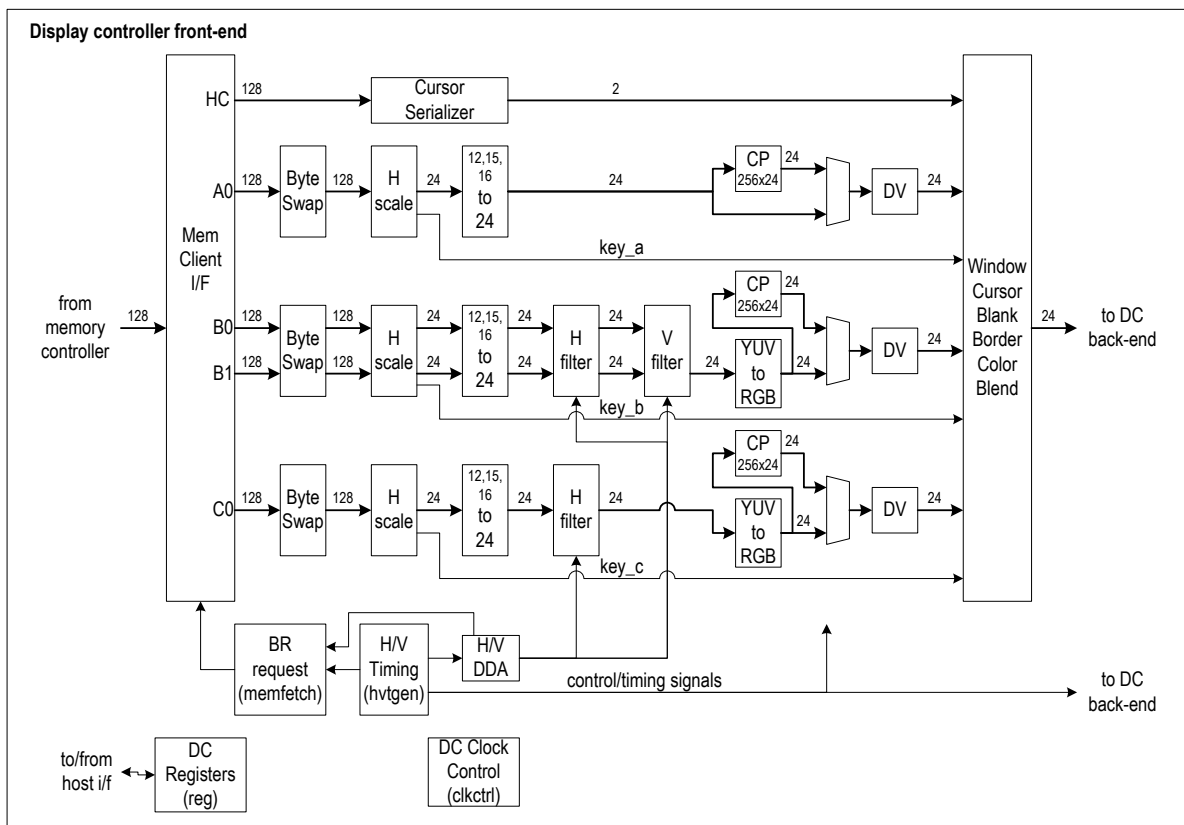 Display controller front-end
HC
128
Cursor
Serializer
2
A0
128
Byte
Swap
128
H
scale
24
12,15,
16
to
24
24
CP
256x24
24
DV
24
key_a
Mem
Client
I/F
from
memory
controller
128
B0
128
B1
128
Byte
Swap
128
128
H
scale
24
24
12,15,
16
to
24
24
24
H
filter
24
24
V
filter
24
CP
256x24
24
YUV
to
RGB
24
DV
24
key_b
Window
Cursor
Blank
Border
Color
Blend
24
to DC
back-end
C0
128
Byte
Swap
128
H
scale
24
12,15,
16
to
24
24
H
filter
24
CP
256x24
24
YUV
to
RGB
24
DV
24
key_c
BR
request
(memfetch)
H/V
Timing
(hvtgen)
H/V
DDA
control/timing signals
to DC
back-end
to/from
host i/f
DC
Registers
(reg)
DC Clock
Control
(clkctrl)